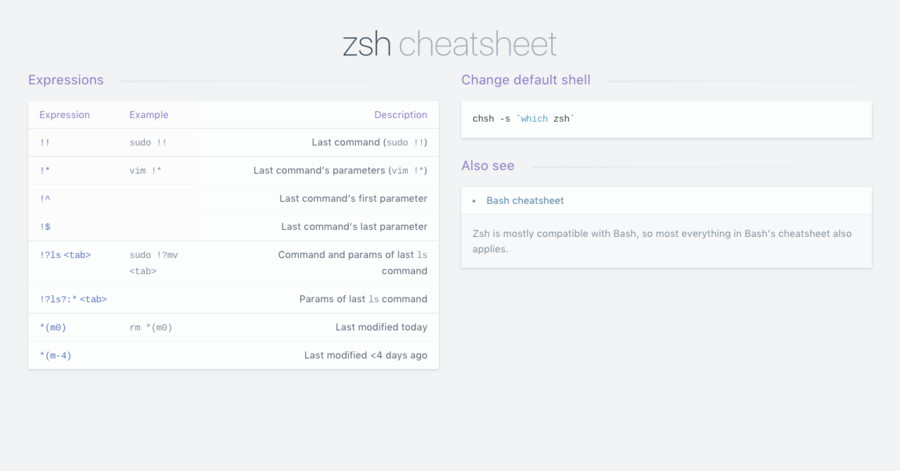 zsh cheatsheet
Expressions
Expression Example Description
!! sudo !! Last command (sudo !!)
!* vim !* Last command's parameters (vim !*)
!^ Last command's first parameter
!$ Last command's last parameter
!?ls <tab> sudo !?mv <tab> Command and params of last ls command
!?ls?:* <tab> Params of last ls command
*(m0) rm *(m0) Last modified today
*(m-4) Last modified <4 days ago
Change default shell
chsh -s `which zsh`
Also see
• Bash cheatsheet
Zsh is mostly compatible with Bash, so most everything in Bash's cheatsheet also
applies.